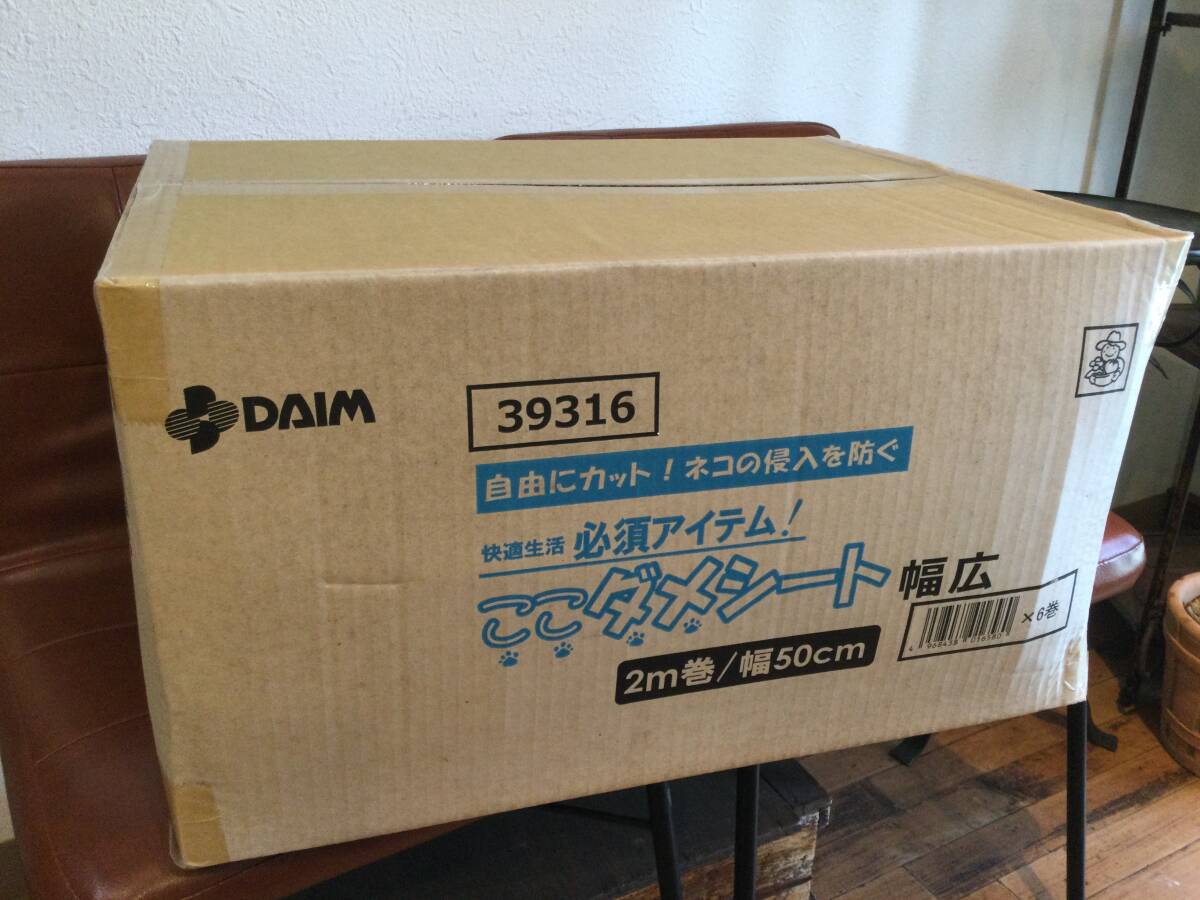 DAIM
39316
自由にカット!ネコの侵入を防ぐ
快適生活 必須アイテム!
ここダメシート 幅広
×6巻
2m巻/幅50cm